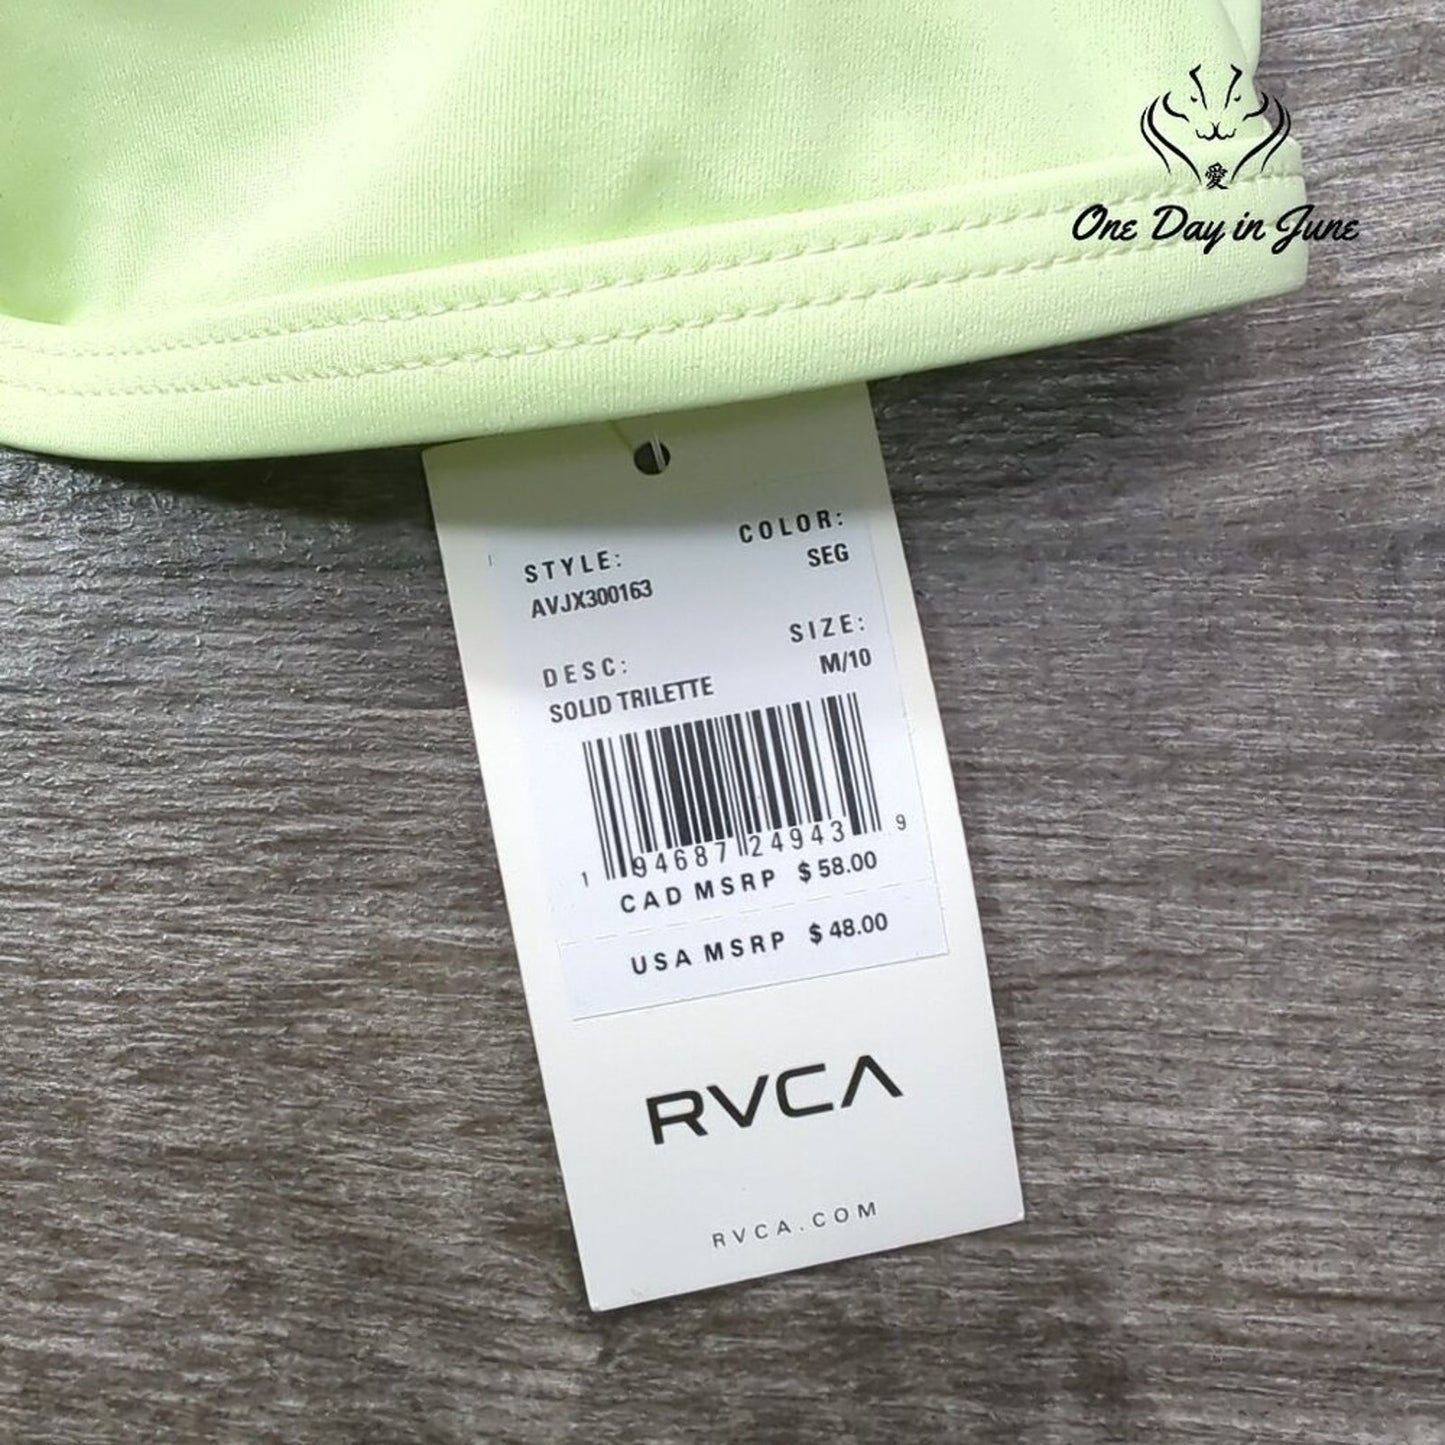 愛
One Day in June
STYLE:
AVJX300163
COLOR:
SEG
DESC:
SOLID TRILETTE
SIZE:
M/10
1 94687 24943 9
CAD MSRP $ 58.00
USA MSRP $ 48.00
RVCA
RVCA.COM